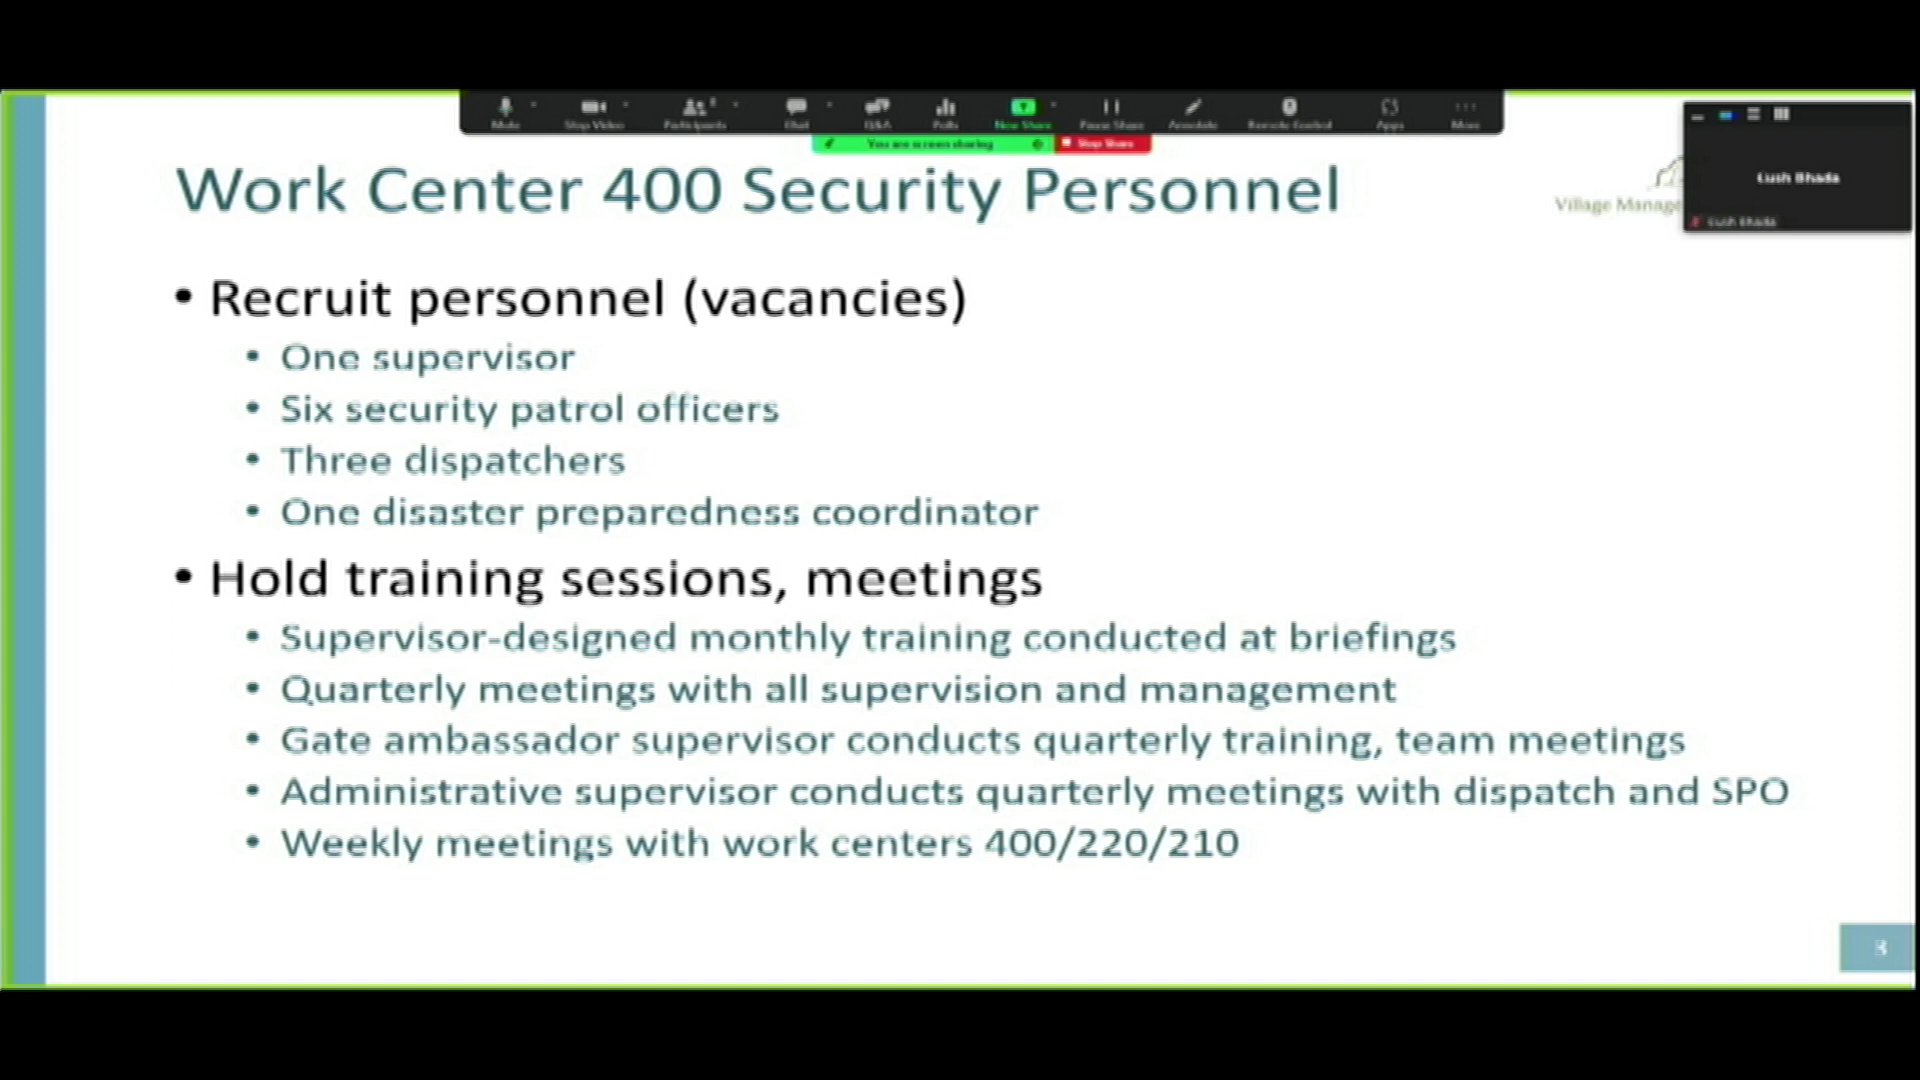 Mute Stop Video Participants Chat Q&A Polls New Share Pause Share Annotate Remote Control Apps More
You are screen sharing Stop Share
Work Center 400 Security Personnel
Village Manage
Lush Bhada
Lush Bhada
• Recruit personnel (vacancies)
• One supervisor
• Six security patrol officers
• Three dispatchers
• One disaster preparedness coordinator
• Hold training sessions, meetings
• Supervisor-designed monthly training conducted at briefings
• Quarterly meetings with all supervision and management
• Gate ambassador supervisor conducts quarterly training, team meetings
• Administrative supervisor conducts quarterly meetings with dispatch and SPO
• Weekly meetings with work centers 400/220/210